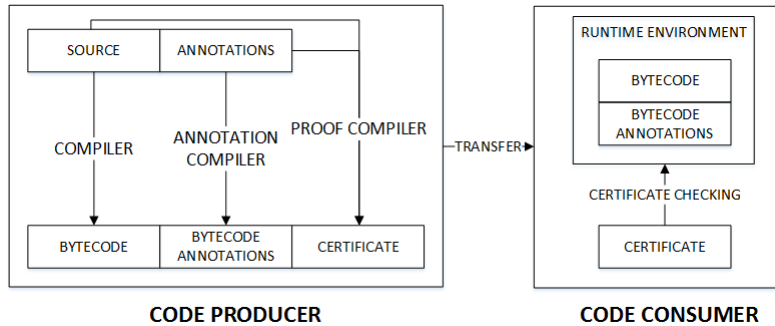 SOURCE
ANNOTATIONS
COMPILER
ANNOTATION
COMPILER
PROOF COMPILER
BYTECODE
BYTECODE
ANNOTATIONS
CERTIFICATE
CODE PRODUCER
TRANSFER
RUNTIME ENVIRONMENT
BYTECODE
BYTECODE
ANNOTATIONS
CERTIFICATE CHECKING
CERTIFICATE
CODE CONSUMER